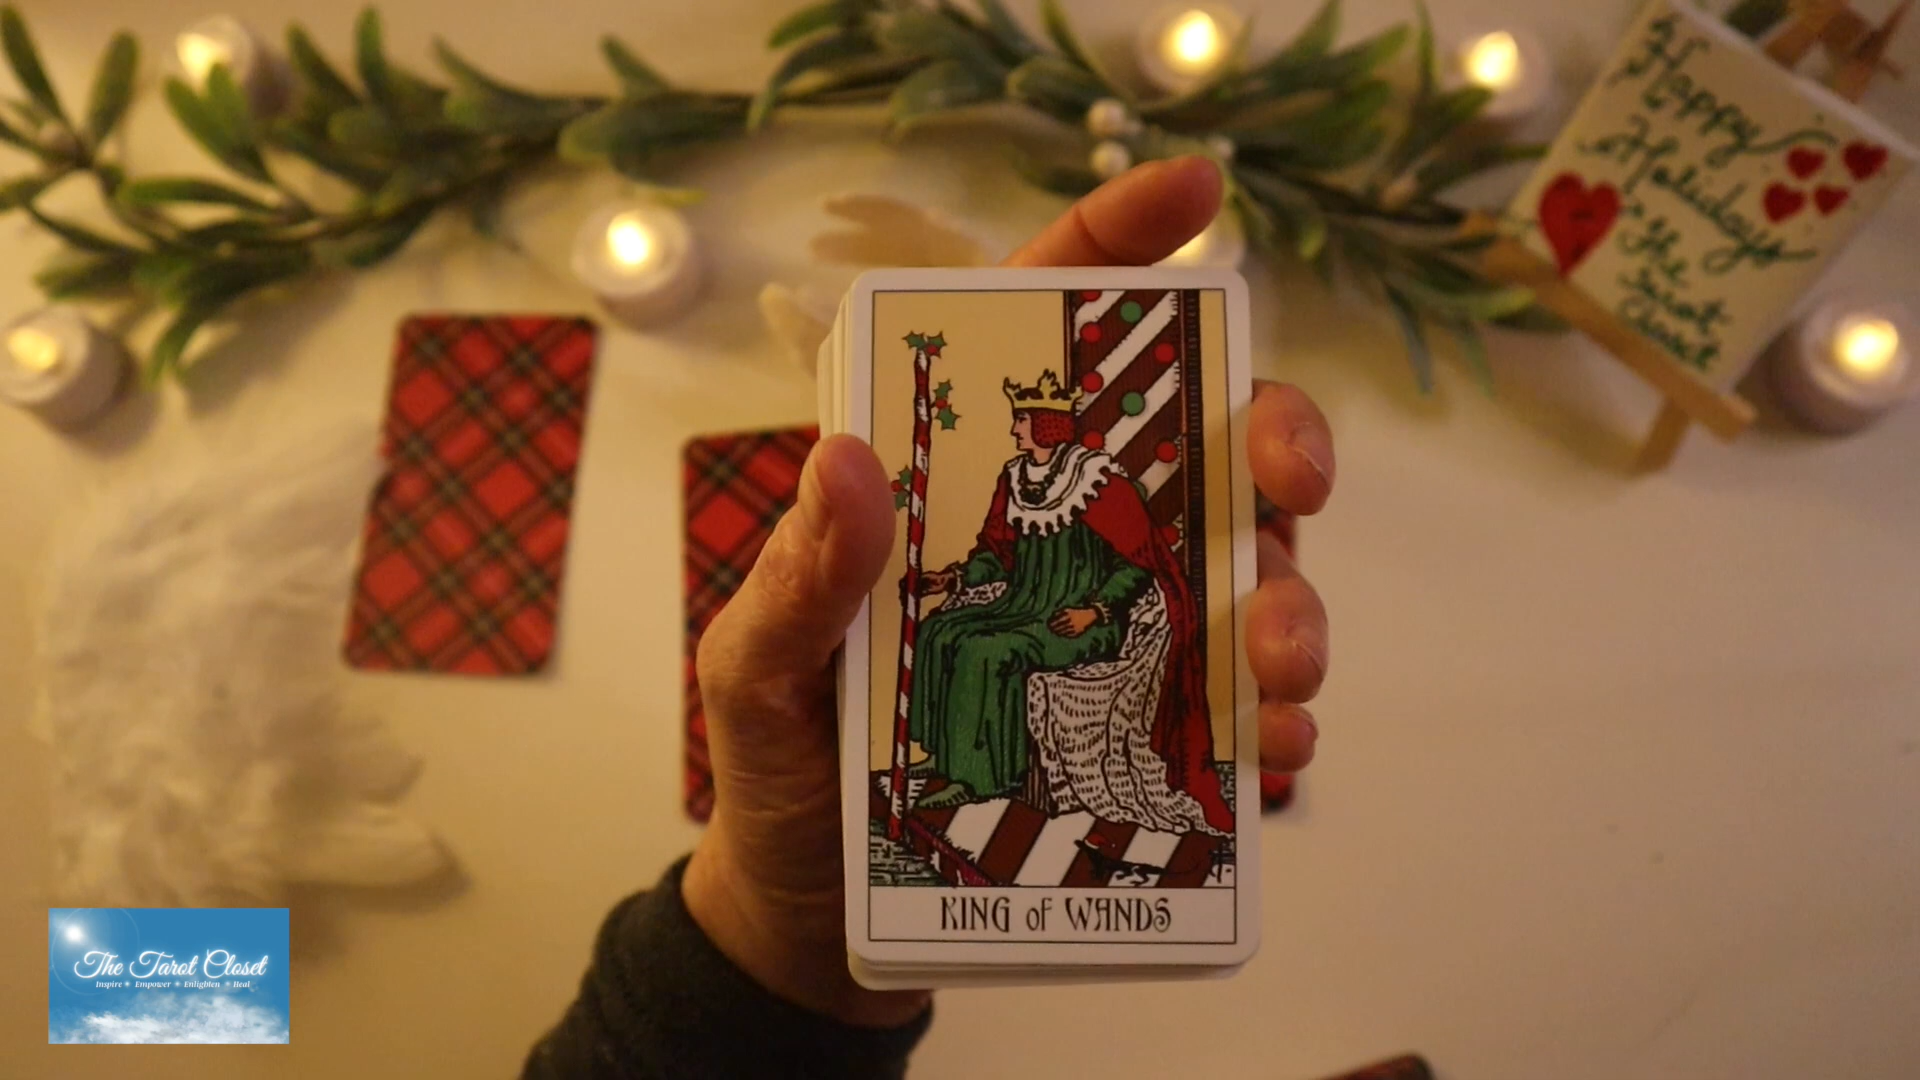 Happy
Holidays
The
Tarot
Closet
KING of WANDS
The Tarot Closet
Inspire * Empower * Enlighten * Heal